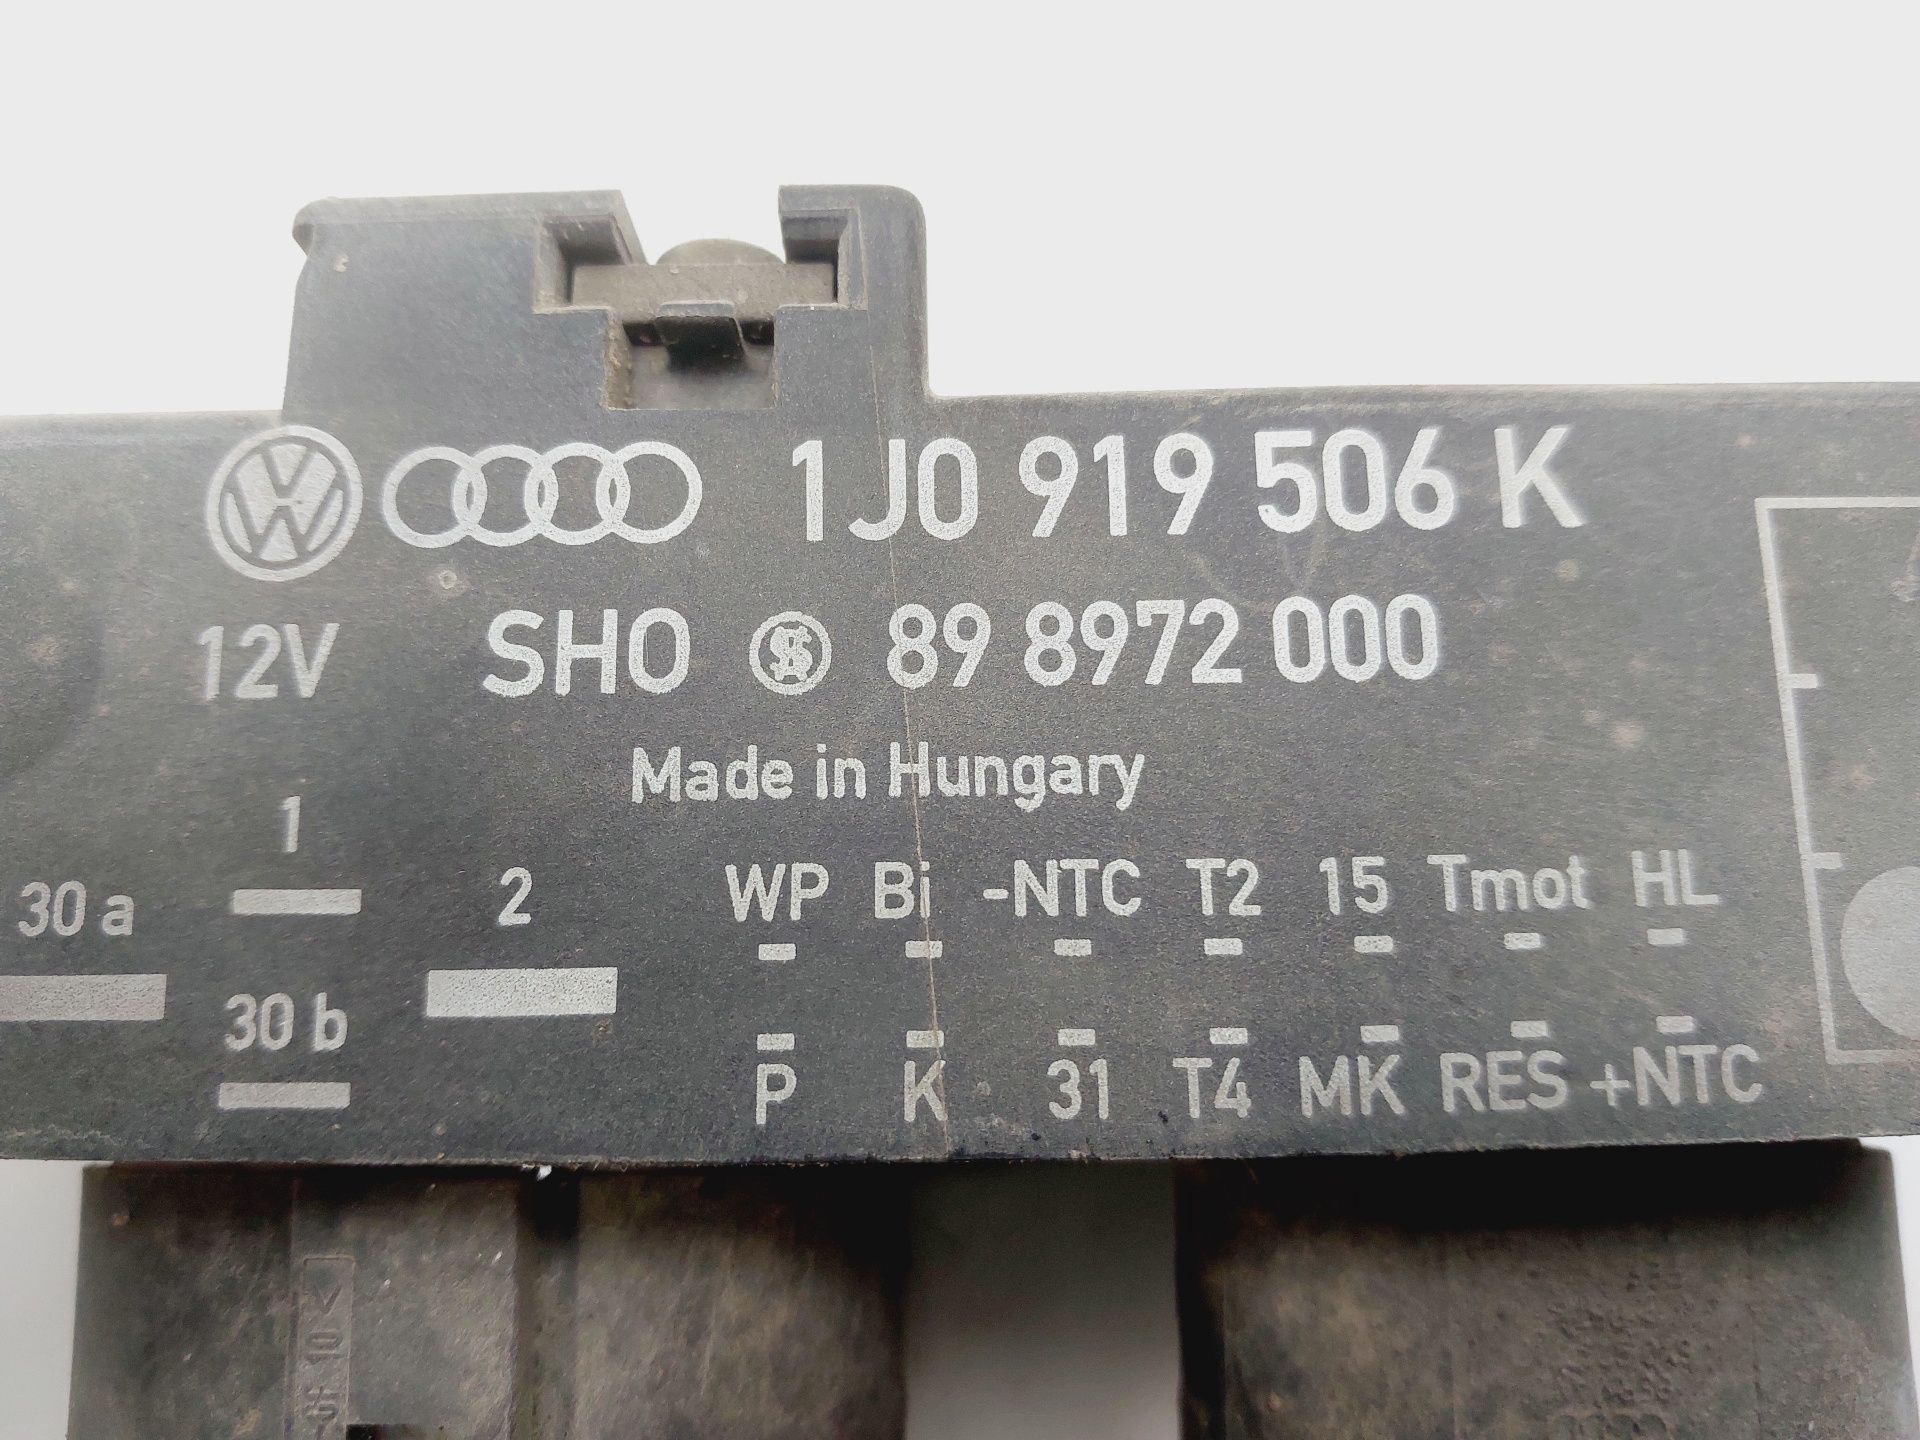 1J0 919 506 K
12V SHO 89 8972 000
Made in Hungary
1
30 a 2 WP Bi -NTC T2 15 Tmot HL
30 b
P K 31 T4 MK RES +NTC